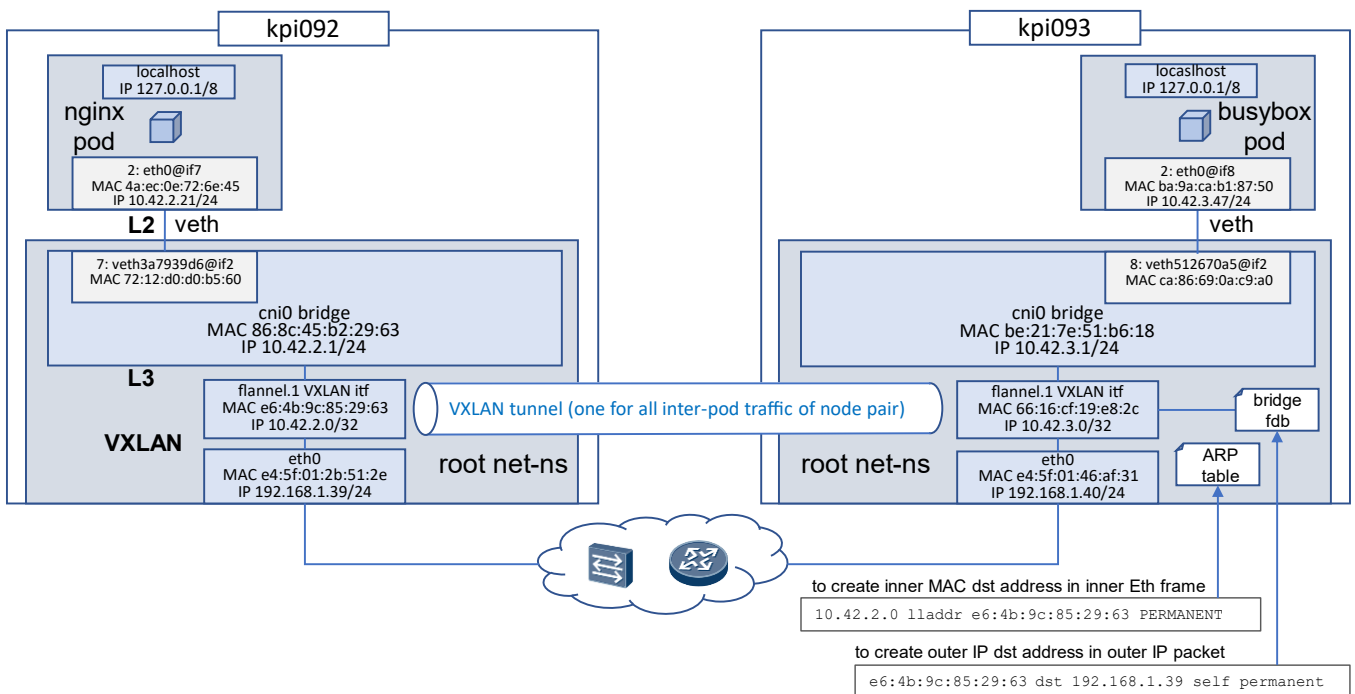 kpi092
localhost
IP 127.0.0.1/8
nginx
pod
2: eth0@if7
MAC 4a:ec:0e:72:6e:45
IP 10.42.2.21/24
L2 veth
7: veth3a7939d6@if2
MAC 72:12:d0:d0:b5:60
cni0 bridge
MAC 86:8c:45:b2:29:63
IP 10.42.2.1/24
L3
flannel.1 VXLAN itf
MAC e6:4b:9c:85:29:63
IP 10.42.2.0/32
VXLAN
eth0
MAC e4:5f:01:2b:51:2e
IP 192.168.1.39/24
root net-ns
VXLAN tunnel (one for all inter-pod traffic of node pair)
kpi093
locaslhost
IP 127.0.0.1/8
busybox
pod
2: eth0@if8
MAC ba:9a:ca:b1:87:50
IP 10.42.3.47/24
veth
8: veth512670a5@if2
MAC ca:86:69:0a:c9:a0
cni0 bridge
MAC be:21:7e:51:b6:18
IP 10.42.3.1/24
flannel.1 VXLAN itf
MAC 66:16:cf:19:e8:2c
IP 10.42.3.0/32
bridge
fdb
root net-ns
eth0
MAC e4:5f:01:46:af:31
IP 192.168.1.40/24
ARP
table
to create inner MAC dst address in inner Eth frame
10.42.2.0 lladdr e6:4b:9c:85:29:63 PERMANENT
to create outer IP dst address in outer IP packet
e6:4b:9c:85:29:63 dst 192.168.1.39 self permanent